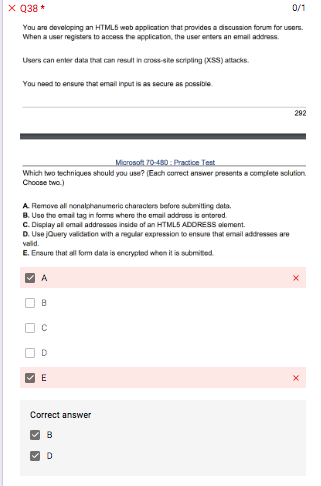 Q38 *
0/1
You are developing an HTML5 web application that provides a discussion forum for users.
When a user registers to access the application, the user enters an email address.
Users can enter data that can result in cross-site scripting (XSS) attacks.
You need to ensure that email input is as secure as possible.
292
Microsoft 70-480 : Practice Test
Which two techniques should you use? (Each correct answer presents a complete solution.
Choose two.)
A. Remove all nonalphanumeric characters before submitting data.
B. Use the email tag in forms where the email address is entered.
C. Display all email addresses inside of an HTML5 ADDRESS element.
D. Use jQuery validation with a regular expression to ensure that email addresses are
valid.
E. Ensure that all form data is encrypted when it is submitted.
A
B
C
D
E
Correct answer
B
D